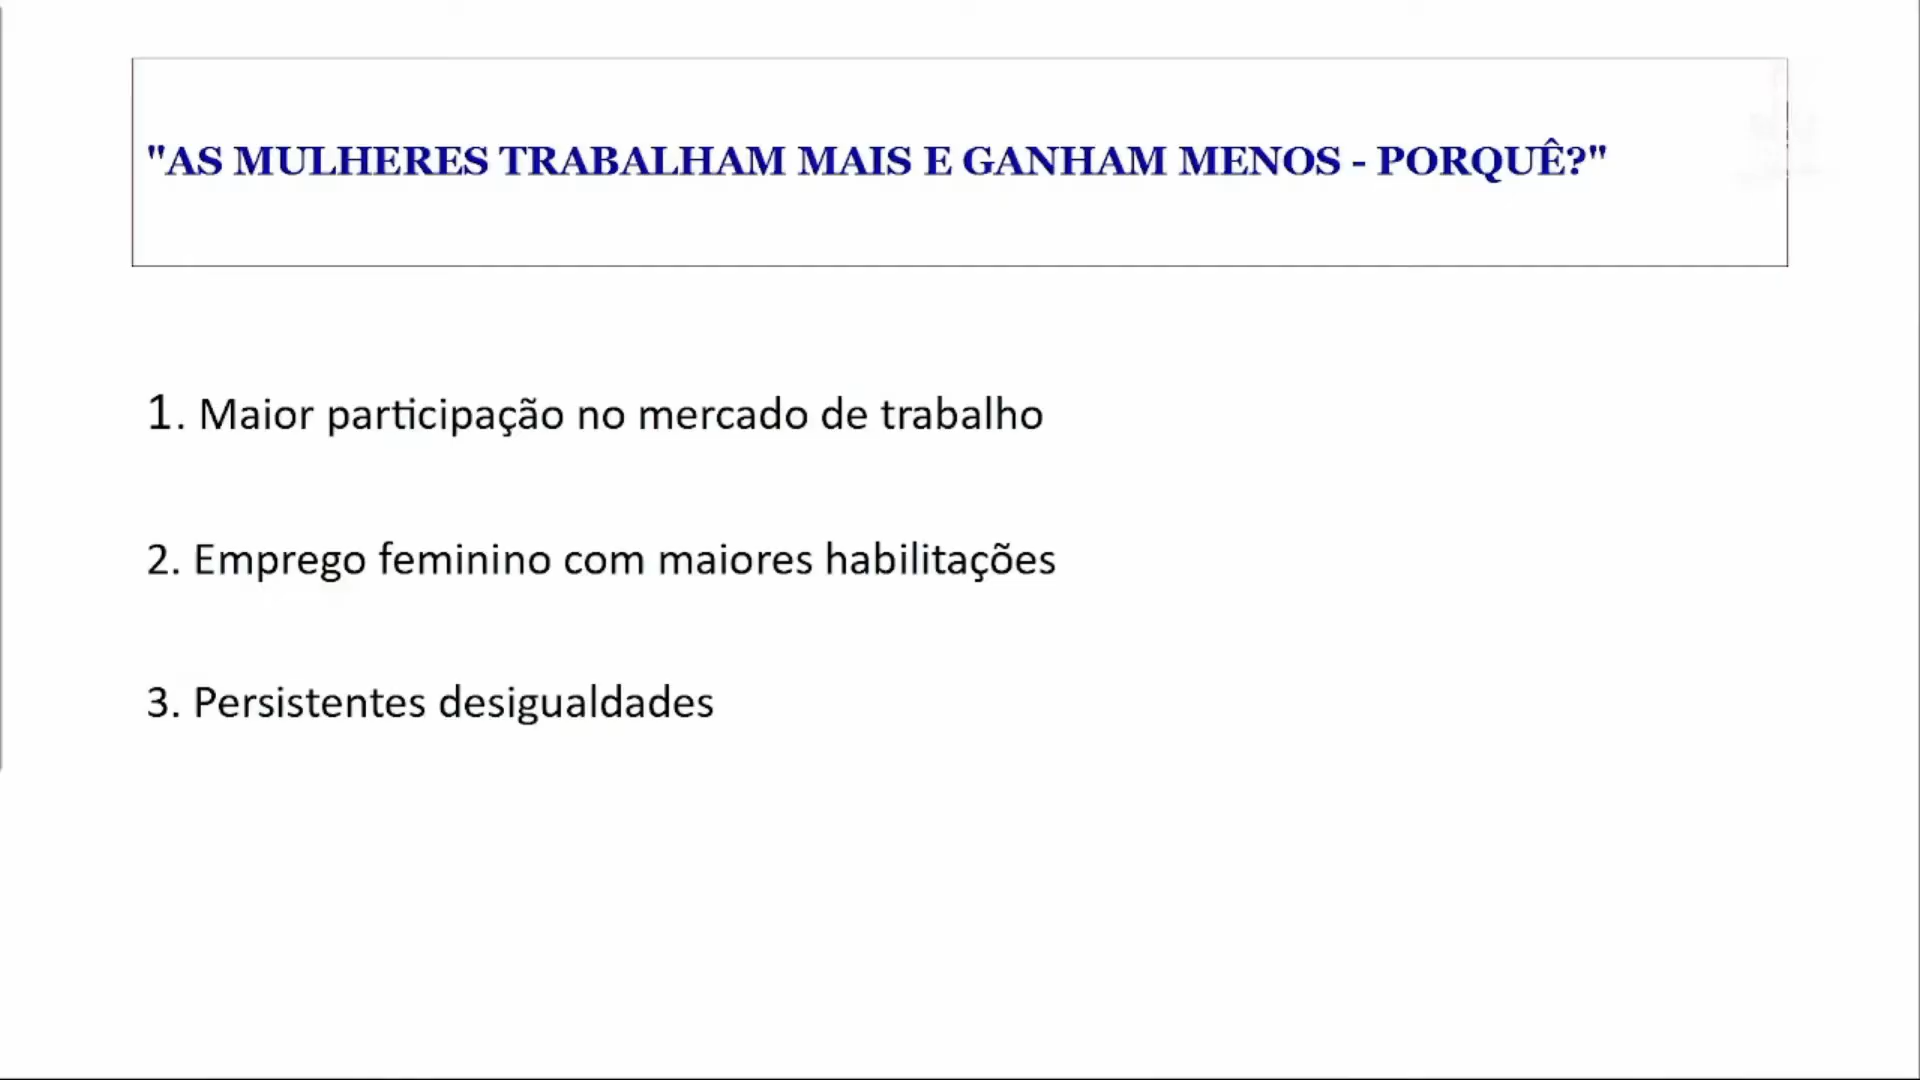 "AS MULHERES TRABALHAM MAIS E GANHAM MENOS - PORQUÊ?"
1. Maior participação no mercado de trabalho
2. Emprego feminino com maiores habilitações
3. Persistentes desigualdades